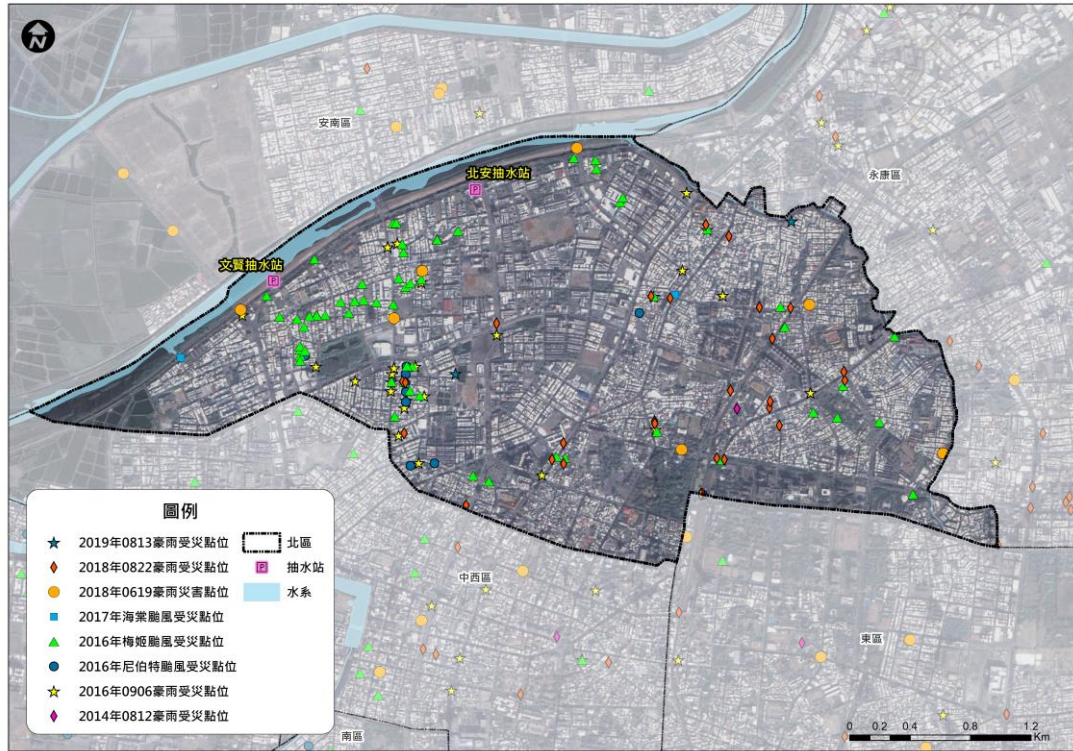 N
安南區
永康區
北安抽水站
P
文賢抽水站
P
圖例
2019年0813豪雨受災點位
北區
2018年0822豪雨受災點位
P
抽水站
2018年0619豪雨災害點位
水系
2017年海棠颱風受災點位
2016年梅姬颱風受災點位
2016年尼伯特颱風受災點位
2016年0906豪雨受災點位
2014年0812豪雨受災點位
中西區
東區
南區
0 0.2 0.4 0.8 1.2
Km